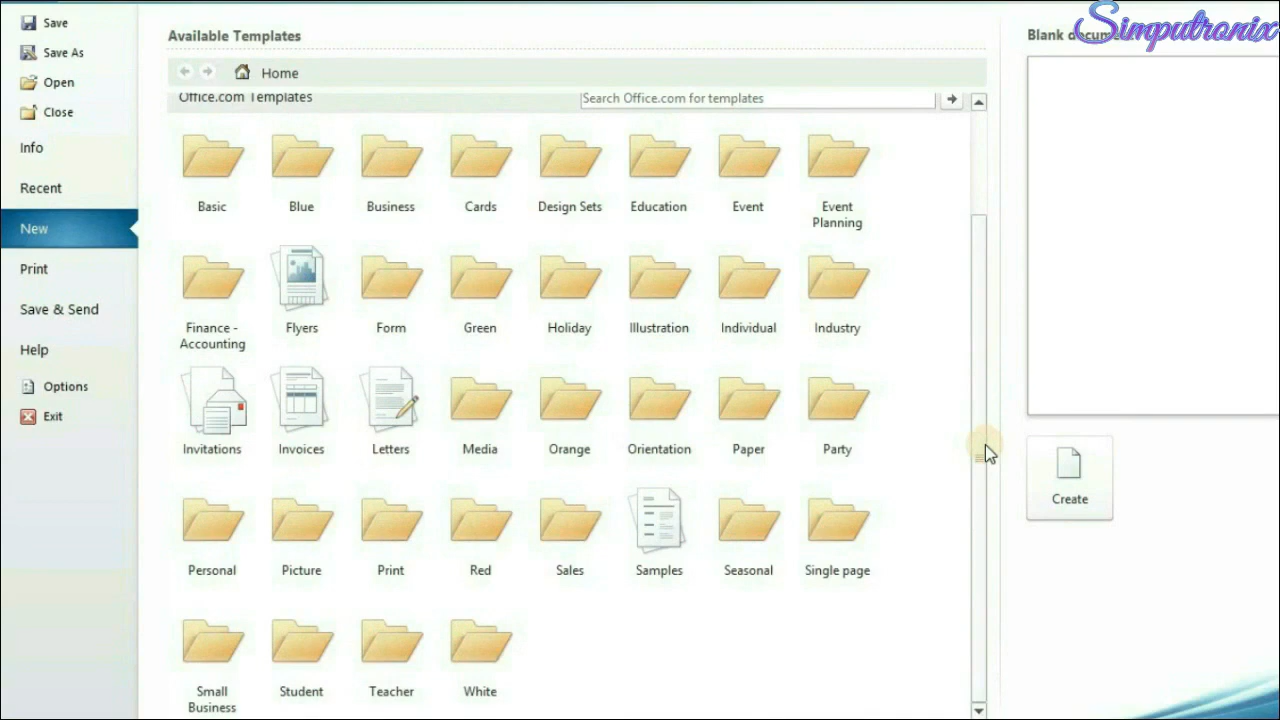 Save
Save As
Open
Close
Info
Recent
New
Print
Save & Send
Help
Options
Exit
Available Templates
Home
Office.com Templates
Search Office.com for templates
Basic
Blue
Business
Cards
Design Sets
Education
Event
Event
Planning
Finance -
Accounting
Flyers
Form
Green
Holiday
Illustration
Individual
Industry
Invitations
Invoices
Letters
Media
Orange
Orientation
Paper
Party
Personal
Picture
Print
Red
Sales
Samples
Seasonal
Single page
Small
Business
Student
Teacher
White
Simputronix
Blank document
Create